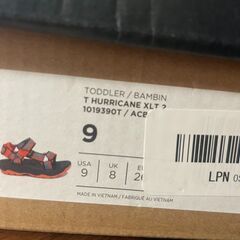 TODDLER / BAMBIN
T HURRICANE XLT 2
1019390T / ACB
9
USA UK E
9 8 26
MADE IN VIETNAM / FABRIQUÉ AU VIETNAM
LPN